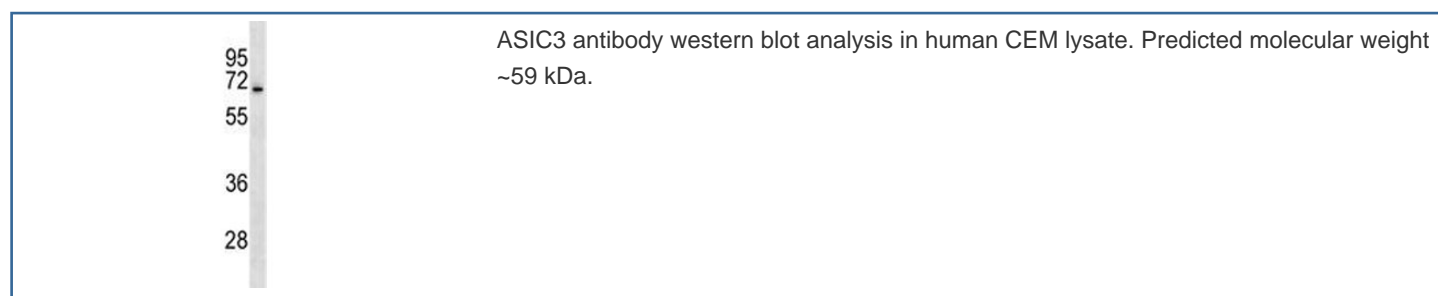 95
72
55
36
28
ASIC3 antibody western blot analysis in human CEM lysate. Predicted molecular weight
~59 kDa.